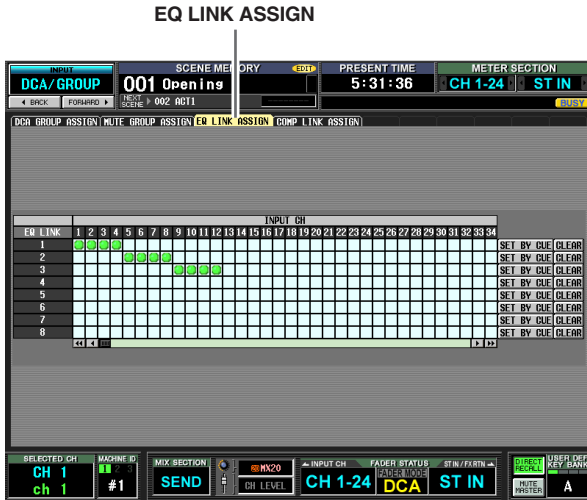 EQ LINK ASSIGN
INPUT SCENE MEMORY EDIT PRESENT TIME METER SECTION
DCA/GROUP 001 Opening 5:31:36 CH 1-24 ST IN
BACK FORWARD NEXT SCENE 002 ACT1 BUSY
DCA GROUP ASSIGN MUTE GROUP ASSIGN EQ LINK ASSIGN COMP LINK ASSIGN
INPUT CH
EQ LINK 1 2 3 4 5 6 7 8 9 10 11 12 13 14 15 16 17 18 19 20 21 22 23 24 25 26 27 28 29 30 31 32 33 34
1 SET BY CUE CLEAR
2 SET BY CUE CLEAR
3 SET BY CUE CLEAR
4 SET BY CUE CLEAR
5 SET BY CUE CLEAR
6 SET BY CUE CLEAR
7 SET BY CUE CLEAR
8 SET BY CUE CLEAR
SELECTED CH MACHINE ID MIX SECTION MIX20 INPUT CH FADER STATUS ST IN/FXRTN DIRECT RECALL USER DEF KEY BANK
CH 1 1 2 3 SEND CH LEVEL CH 1-24 FADER MODE DCA ST IN MUTE MASTER A
ch 1 #1